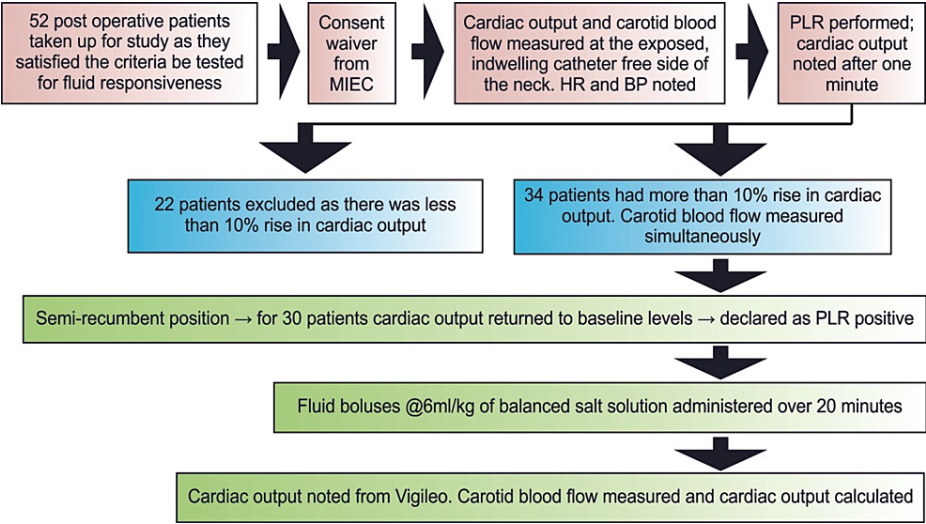 52 post operative patients
taken up for study as they
satisfied the criteria be tested
for fluid responsiveness
Consent
waiver
from
MIEC
Cardiac output and carotid blood
flow measured at the exposed,
indwelling catheter free side of
the neck. HR and BP noted
PLR performed;
cardiac output
noted after one
minute
22 patients excluded as there was less
than 10% rise in cardiac output
34 patients had more than 10% rise in cardiac
output. Carotid blood flow measured
simultaneously
Semi-recumbent position → for 30 patients cardiac output returned to baseline levels → declared as PLR positive
Fluid boluses @6ml/kg of balanced salt solution administered over 20 minutes
Cardiac output noted from Vigileo. Carotid blood flow measured and cardiac output calculated